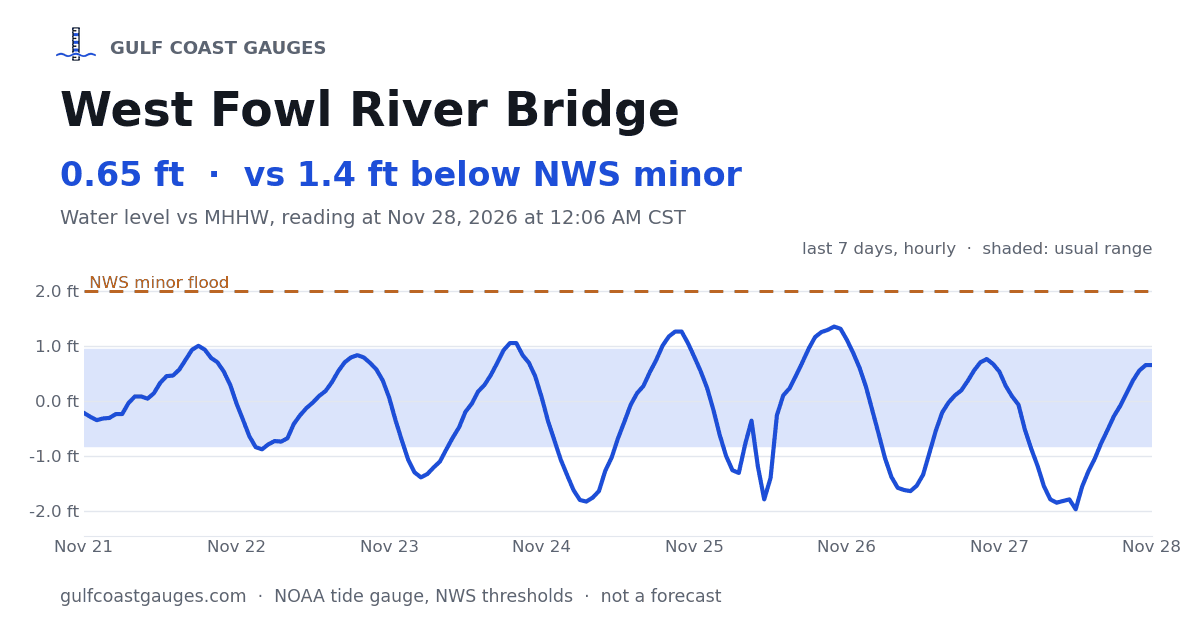 GULF COAST GAUGES
West Fowl River Bridge
0.65 ft · vs 1.4 ft below NWS minor
Water level vs MHHW, reading at Nov 28, 2026 at 12:06 AM CST
last 7 days, hourly · shaded: usual range
NWS minor flood
2.0 ft
1.0 ft
0.0 ft
-1.0 ft
-2.0 ft
Nov 21 Nov 22 Nov 23 Nov 24 Nov 25 Nov 26 Nov 27 Nov 28
gulfcoastgauges.com · NOAA tide gauge, NWS thresholds · not a forecast